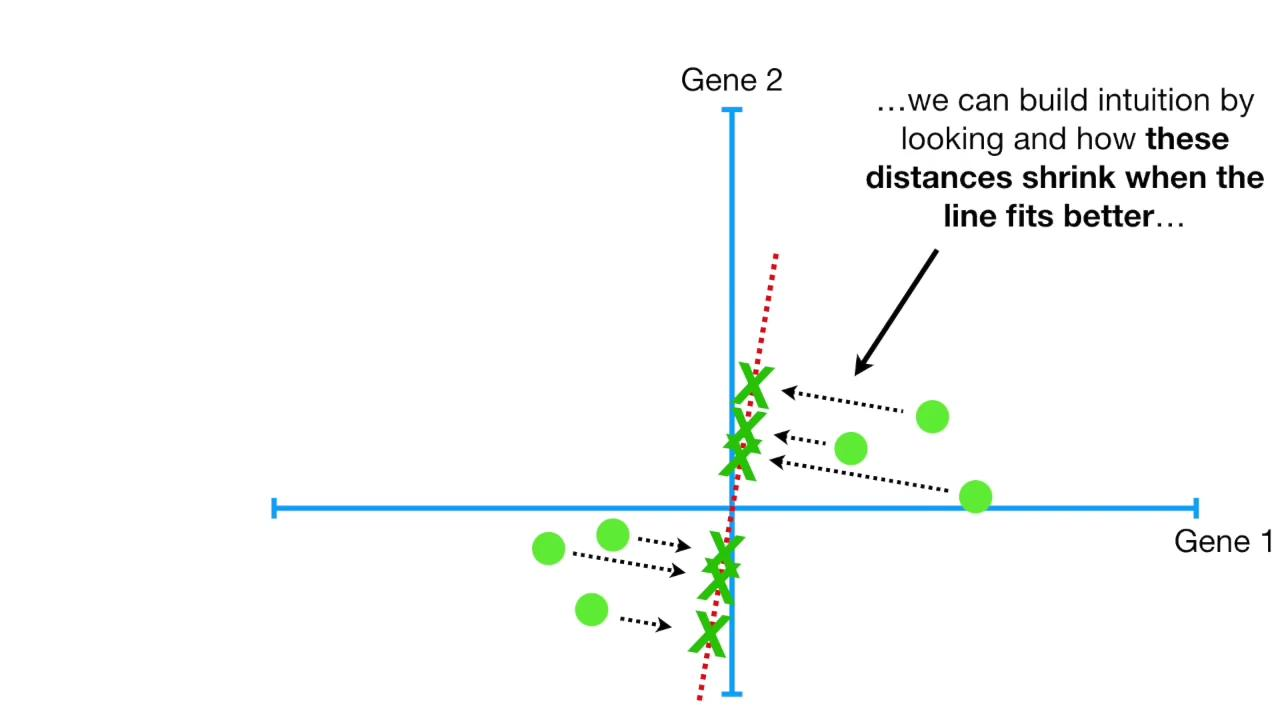 Gene 2
…we can build intuition by
looking and how these
distances shrink when the
line fits better…
Gene 1